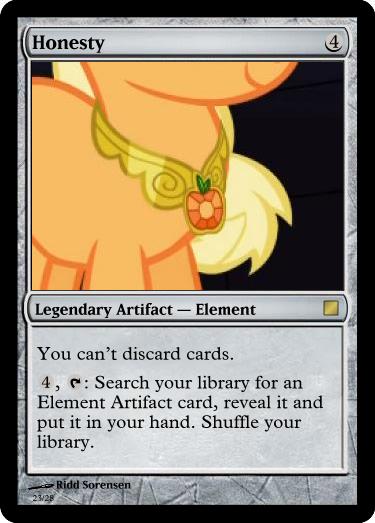 Honesty 4
Legendary Artifact — Element
You can't discard cards.
4, : Search your library for an
Element Artifact card, reveal it and
put it in your hand. Shuffle your
library.
Ridd Sorensen
23/28